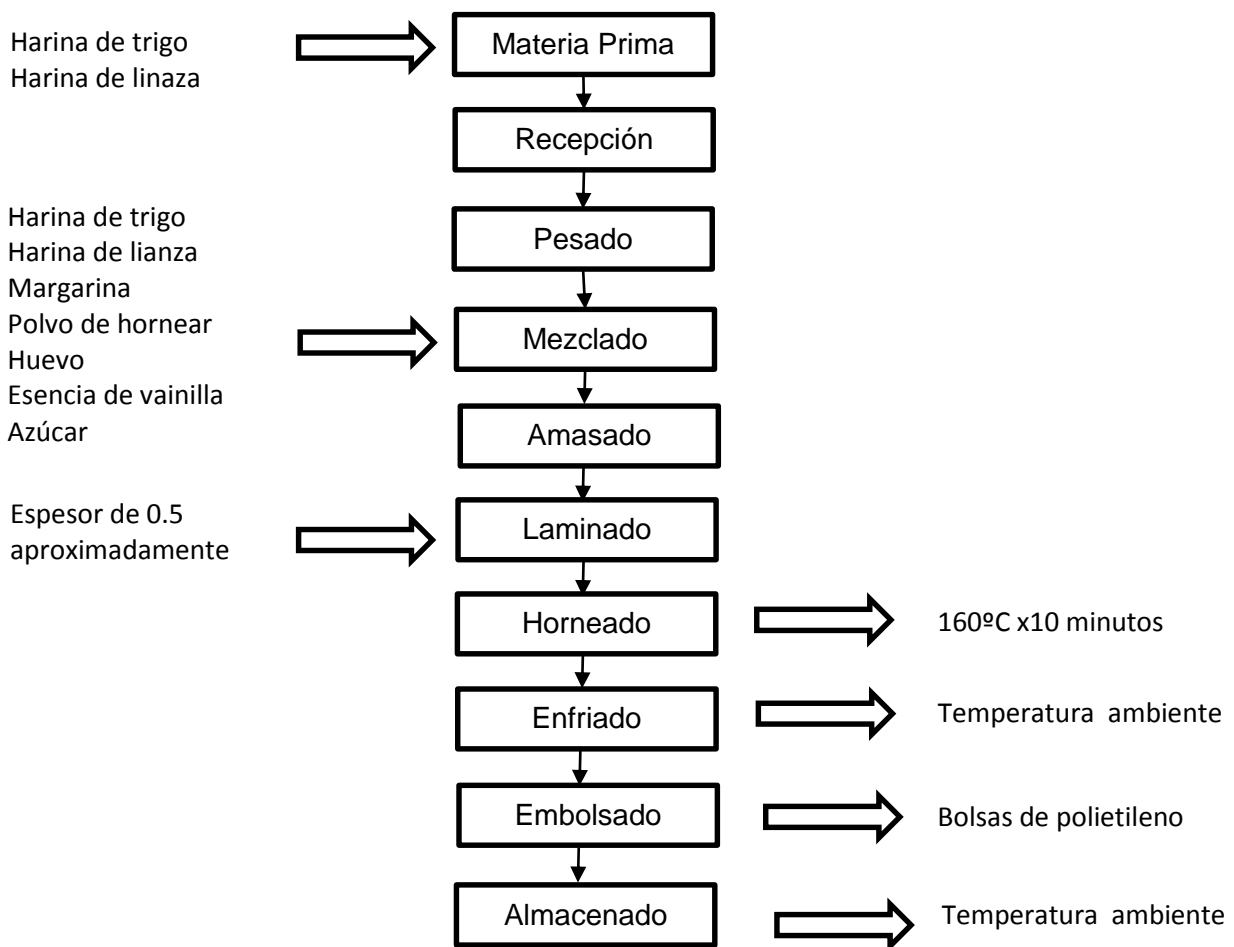 Harina de trigo
Harina de linaza
Materia Prima
Recepción
Pesado
Harina de trigo
Harina de lianza
Margarina
Polvo de hornear
Huevo
Esencia de vainilla
Azúcar
Mezclado
Amasado
Espesor de 0.5
aproximadamente
Laminado
Horneado
160ºC x10 minutos
Enfriado
Temperatura ambiente
Embolsado
Bolsas de polietileno
Almacenado
Temperatura ambiente